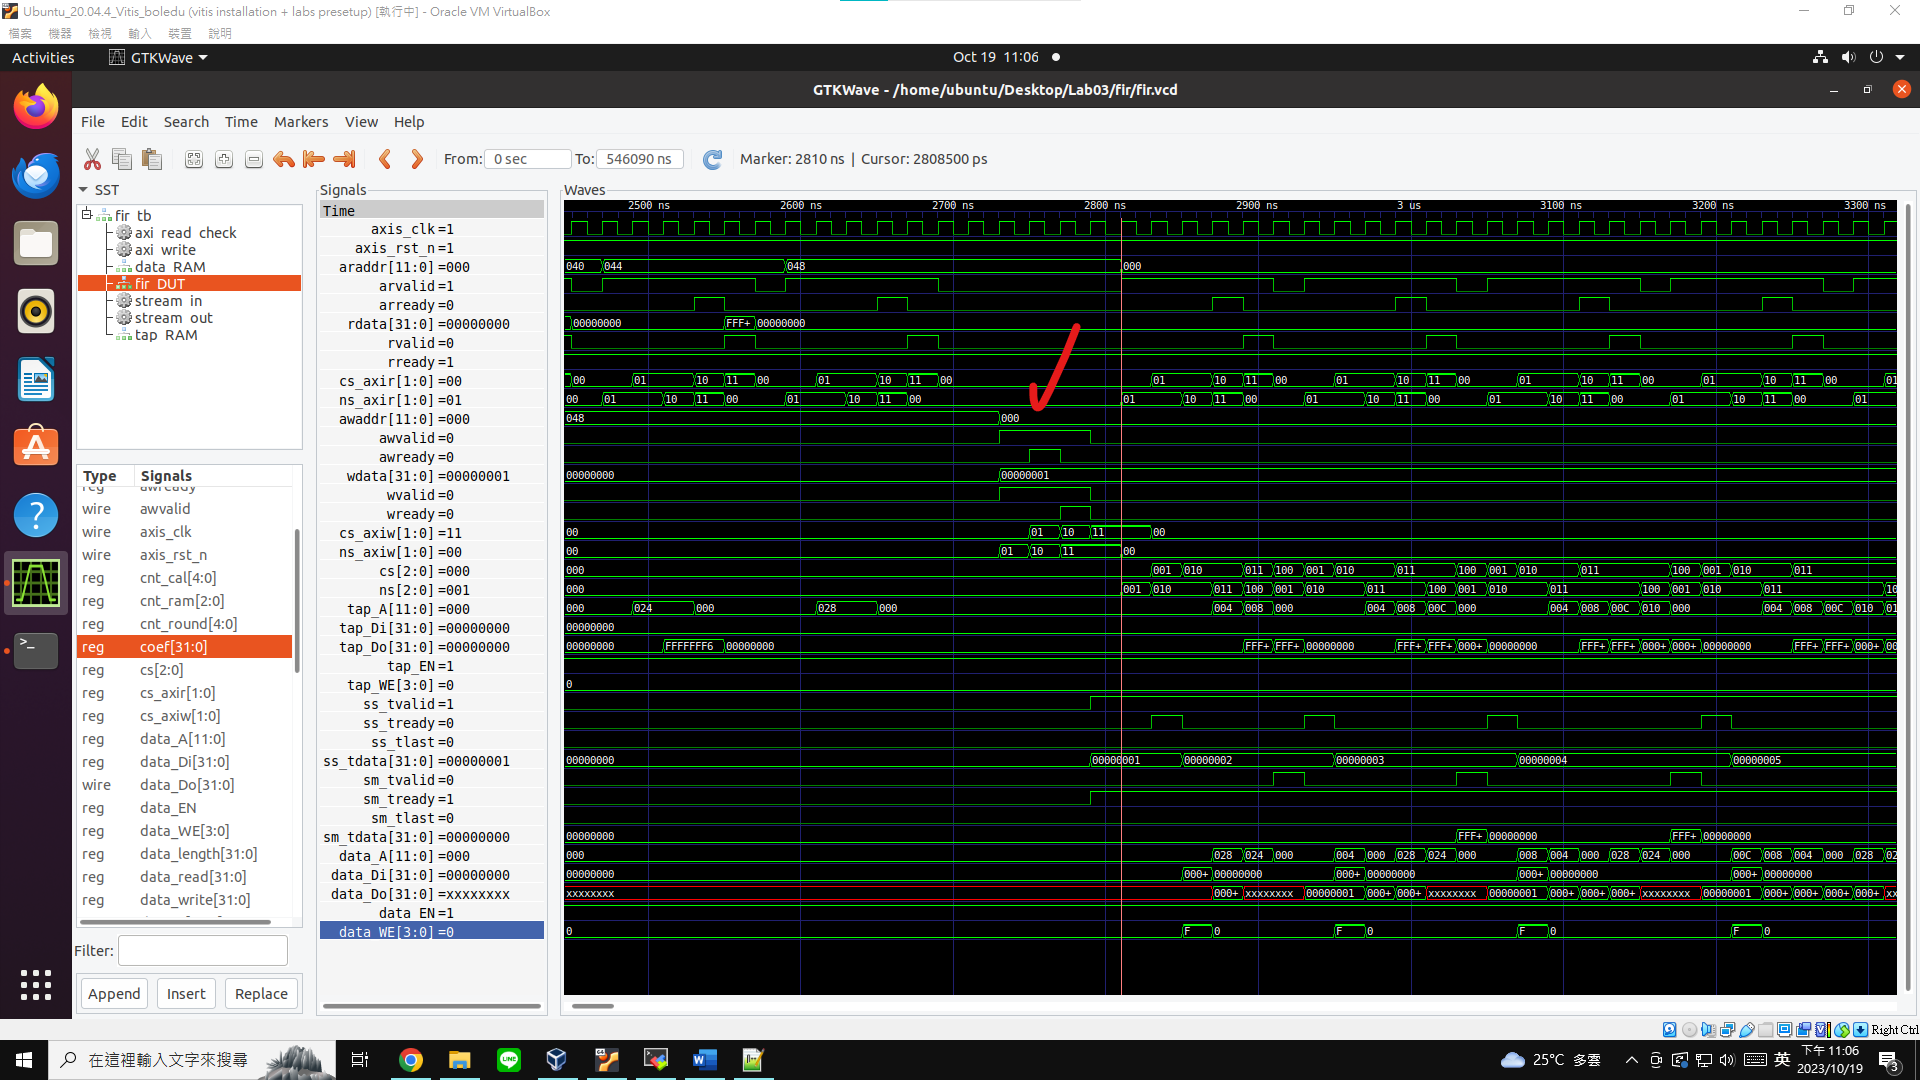 Ubuntu_20.04.4_Vitis_boledu (vitis installation + labs presetup) [執行中] - Oracle VM VirtualBox
檔案 機器 檢視 輸入 裝置 說明
Activities GTKWave Oct 19 11:06
GTKWave - /home/ubuntu/Desktop/Lab03/fir/fir.vcd
File Edit Search Time Markers View Help
From: 0 sec To: 546090 ns Marker: 2810 ns | Cursor: 2808500 ps
SST
fir_tb
axi_read_check
axi_write
data_RAM
fir_DUT
stream_in
stream_out
tap_RAM
Type Signals
reg awready
wire awvalid
wire axis_clk
wire axis_rst_n
reg cnt_cal[4:0]
reg cnt_ram[2:0]
reg cnt_round[4:0]
reg coef[31:0]
reg cs[2:0]
reg cs_axir[1:0]
reg cs_axiw[1:0]
reg data_A[11:0]
reg data_Di[31:0]
wire data_Do[31:0]
reg data_EN
reg data_WE[3:0]
reg data_length[31:0]
reg data_read[31:0]
reg data_write[31:0]
Filter:
Append Insert Replace
Signals
Time
axis_clk =1
axis_rst_n =1
araddr[11:0] =000
arvalid =1
arready =0
rdata[31:0] =00000000
rvalid =0
rready =1
cs_axir[1:0] =00
ns_axir[1:0] =01
awaddr[11:0] =000
awvalid =0
awready =0
wdata[31:0] =00000001
wvalid =0
wready =0
cs_axiw[1:0] =11
ns_axiw[1:0] =00
cs[2:0] =000
ns[2:0] =001
tap_A[11:0] =000
tap_Di[31:0] =00000000
tap_Do[31:0] =00000000
tap_EN =1
tap_WE[3:0] =0
ss_tvalid =1
ss_tready =0
ss_tlast =0
ss_tdata[31:0] =00000001
sm_tvalid =0
sm_tready =1
sm_tlast =0
sm_tdata[31:0] =00000000
data_A[11:0] =000
data_Di[31:0] =00000000
data_Do[31:0] =xxxxxxxx
data_EN =1
data_WE[3:0] =0
Waves
2500 ns 2600 ns 2700 ns 2800 ns 2900 ns 3 us 3100 ns 3200 ns 3300 ns
040 044 048 000
00000000 FFF+ 00000000
00 01 10 11 00 01 10 11 00 01 10 11 00 01 10 11 00 01 10 11 00 01 10 11 00 01
00 01 10 11 00 01 10 11 00 01 10 11 00 01 10 11 00 01 10 11 00 01 10 11 00 01
048 000
00000000 00000001
00 01 10 11 00
00 01 10 11 00
000 001 010 011 100 001 010 011 100 001 010 011 100 001 010 011
000 001 010 011 100 001 010 011 100 001 010 011 100 001 010 011 10
000 024 000 028 000 004 008 000 004 008 00C 000 004 008 00C 010 000 004 008 00C 010 01
00000000
00000000 FFFFFFF6 00000000 FFF+ FFF+ 00000000 FFF+ FFF+ 000+ 00000000 FFF+ FFF+ 000+ 000+ 00000000 FFF+ FFF+ 000+ 00
0
00000000 00000001 00000002 00000003 00000004 00000005
00000000 FFF+ 00000000 FFF+ 00000000
000 028 024 000 004 000 028 024 000 008 004 000 028 024 000 00C 008 004 000 028 02
00000000 000+ 00000000 000+ 00000000 000+ 00000000 000+ 00000000
xxxxxxxx 000+ xxxxxxxx 00000001 000+ 000+ xxxxxxxx 00000001 000+ 000+ 000+ xxxxxxxx 00000001 000+ 000+ 000+ 000+ xx
0 F 0 F 0 F 0 F 0
Right Ctrl
在這裡輸入文字來搜尋
25°C 多雲
英
下午 11:06
2023/10/19
3